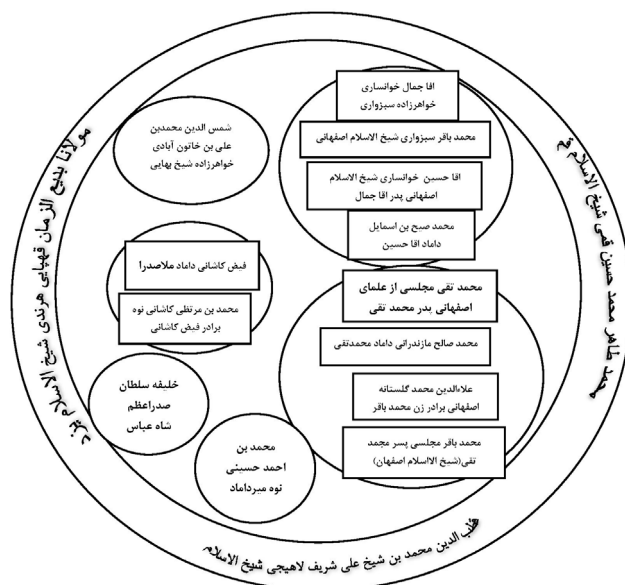 محمد طاهر محمد حسین قمی شیخ الاسلام قم
اقا جمال خوانساری
خواهرزاده سبزواری
محمد باقر سبزواری شیخ الاسلام اصفهانی
اقا حسین خوانساری شیخ الاسلام
اصفهانی پدر اقا جمال
محمد صیح بن اسمایل
داماد اقا حسین
محمد تقی مجلسی از علمای
اصفهانی پدر محمد تقی
محمد صالح مازندرانی داماد محمدتقی
علاءالدین محمد گلستانه
اصفهانی برادر زن محمد باقر
محمد باقر مجلسی پسر مجمد
تقی(شیخ الااسلام اصفهان)
شمس الدین محمدبن
علی بن خاتون آبادی
خواهرزاده شیخ بهایی
فیض کاشانی داماد ملاصدرا
محمد بن مرتظی کاشانی نوه
برادر فیض کاشانی
خلیفه سلطان
صدراعظم
شاه عباس
محمد بن
احمد حسینی
نوه میرداماد
مولانا بدیع الزمان قهپایی هرندی شیخ الاسلام یزد
قطب الدین محمد بن شیخ علی شریف لاهیجی شیخ الاسلام